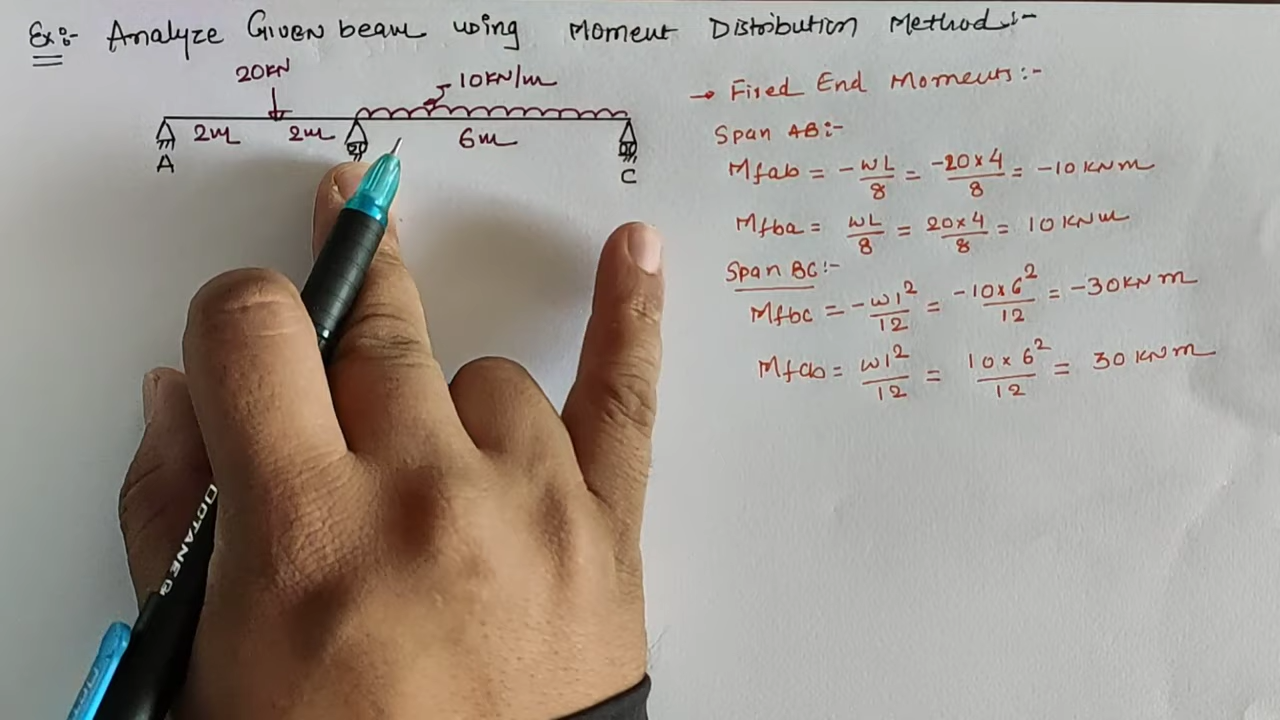 Ex:- Analyze Given beam using Moment Distribution Method:-
20KN
10KN/m
2m 2m 6m
A C
→ Fixed End Moments:-
Span AB:-
Mfab = -WL/8 = -20×4/8 = -10 KNm
Mfba = WL/8 = 20×4/8 = 10 KNm
Span BC:-
Mfbc = -wl²/12 = -10×6²/12 = -30 KNm
Mfcb = wl²/12 = 10×6²/12 = 30 KNm